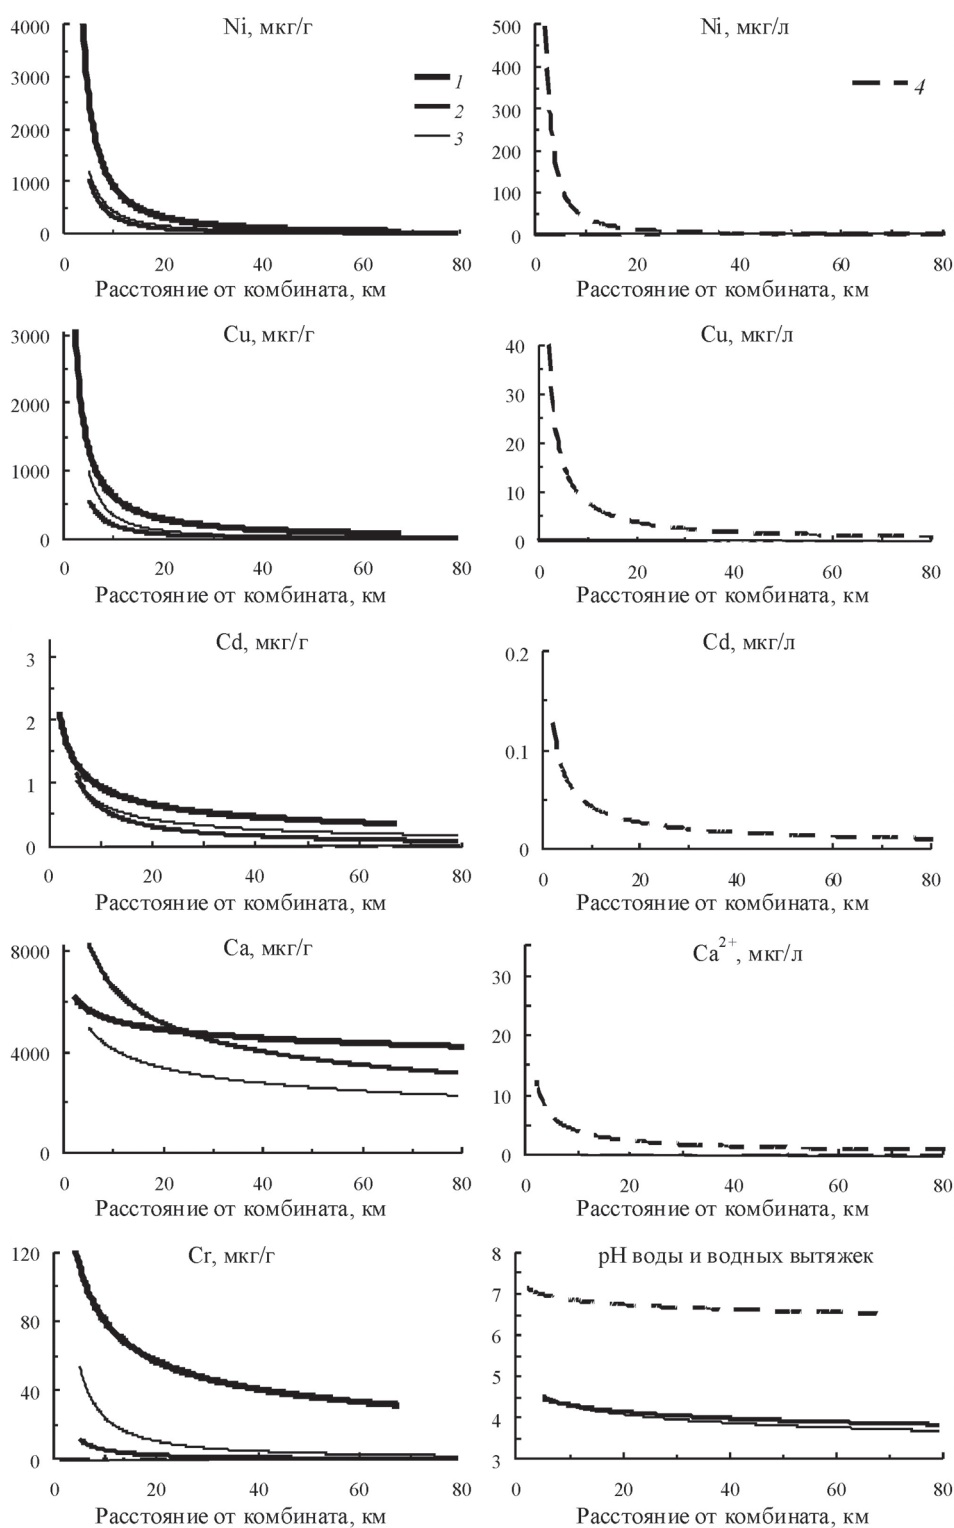 Ni, мкг/г
4000
3000
2000
1000
0
1
2
3
0 20 40 60 80
Расстояние от комбината, км
Ni, мкг/л
500
400
300
200
100
0
4
0 20 40 60 80
Расстояние от комбината, км
Cu, мкг/г
3000
2000
1000
0
0 20 40 60 80
Расстояние от комбината, км
Cu, мкг/л
40
30
20
10
0
0 20 40 60 80
Расстояние от комбината, км
Cd, мкг/г
3
2
1
0
0 20 40 60 80
Расстояние от комбината, км
Cd, мкг/л
0.2
0.1
0
0 20 40 60 80
Расстояние от комбината, км
Ca, мкг/г
8000
4000
0
0 20 40 60 80
Расстояние от комбината, км
Ca²⁺, мкг/л
30
20
10
0
0 20 40 60 80
Расстояние от комбината, км
Cr, мкг/г
120
80
40
0
0 20 40 60 80
Расстояние от комбината, км
pH воды и водных вытяжек
8
7
6
5
4
3
0 20 40 60 80
Расстояние от комбината, км